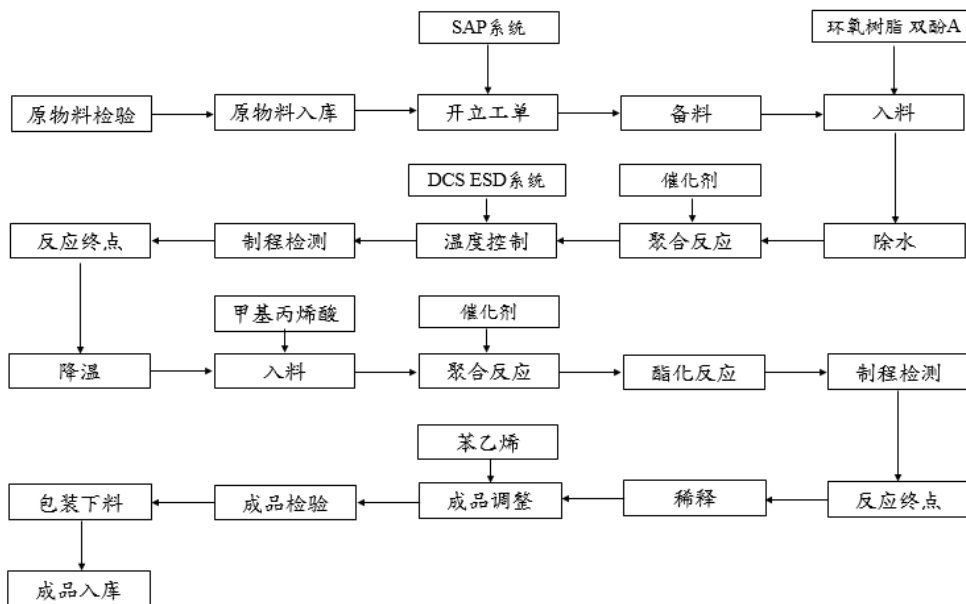 SAP系统
环氧树脂 双酚A
原物料检验
原物料入库
开立工单
备料
入料
DCS ESD系统
催化剂
反应终点
制程检测
温度控制
聚合反应
除水
甲基丙烯酸
催化剂
降温
入料
聚合反应
酯化反应
制程检测
苯乙烯
包装下料
成品检验
成品调整
稀释
反应终点
成品入库